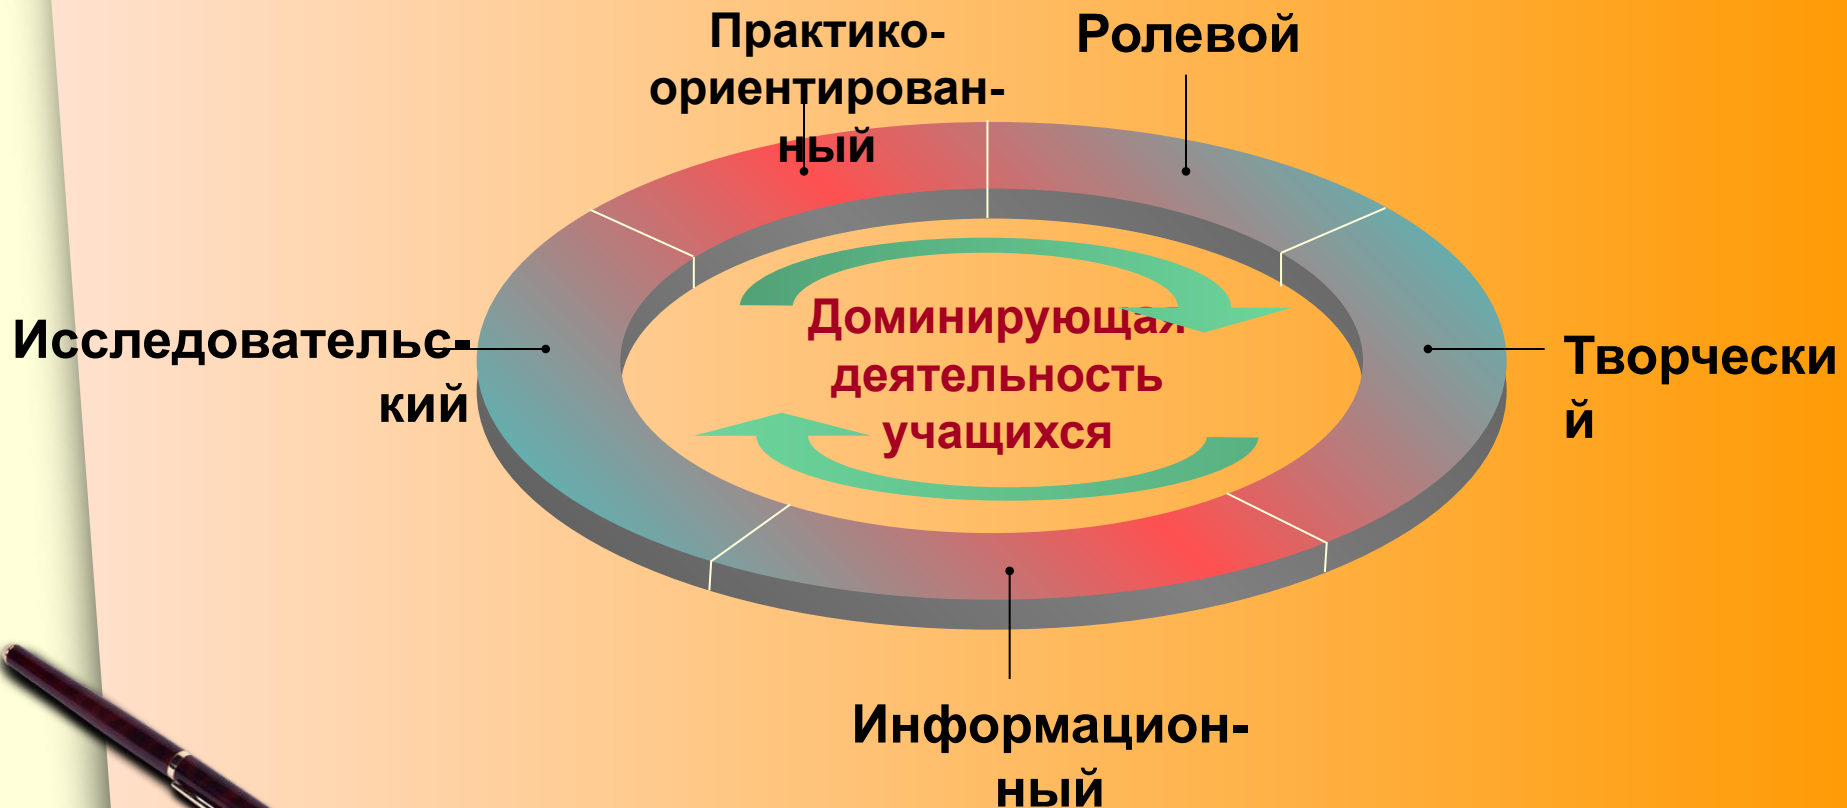 Практико-
ориентирован-
ный
Ролевой
Исследовательс-
кий
Доминирующая
деятельность
учащихся
Творчески
й
Информацион-
ный